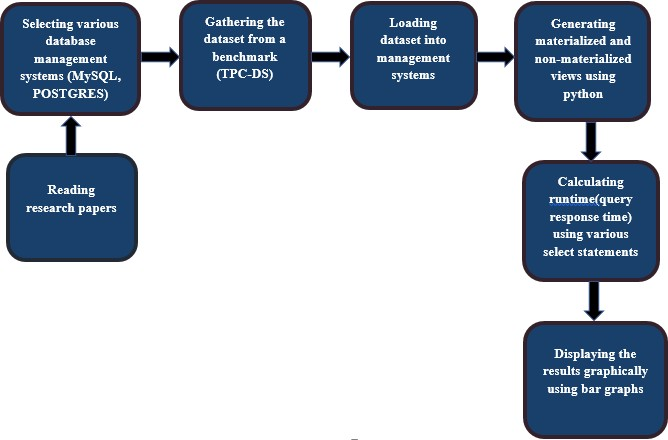 Selecting various
database
management
systems (MySQL,
POSTGRES)
Gathering the
dataset from a
benchmark
(TPC-DS)
Loading
dataset into
management
systems
Generating
materialized and
non-materialized
views using
python
Reading
research papers
Calculating
runtime(query
response time)
using various
select statements
Displaying the
results graphically
using bar graphs